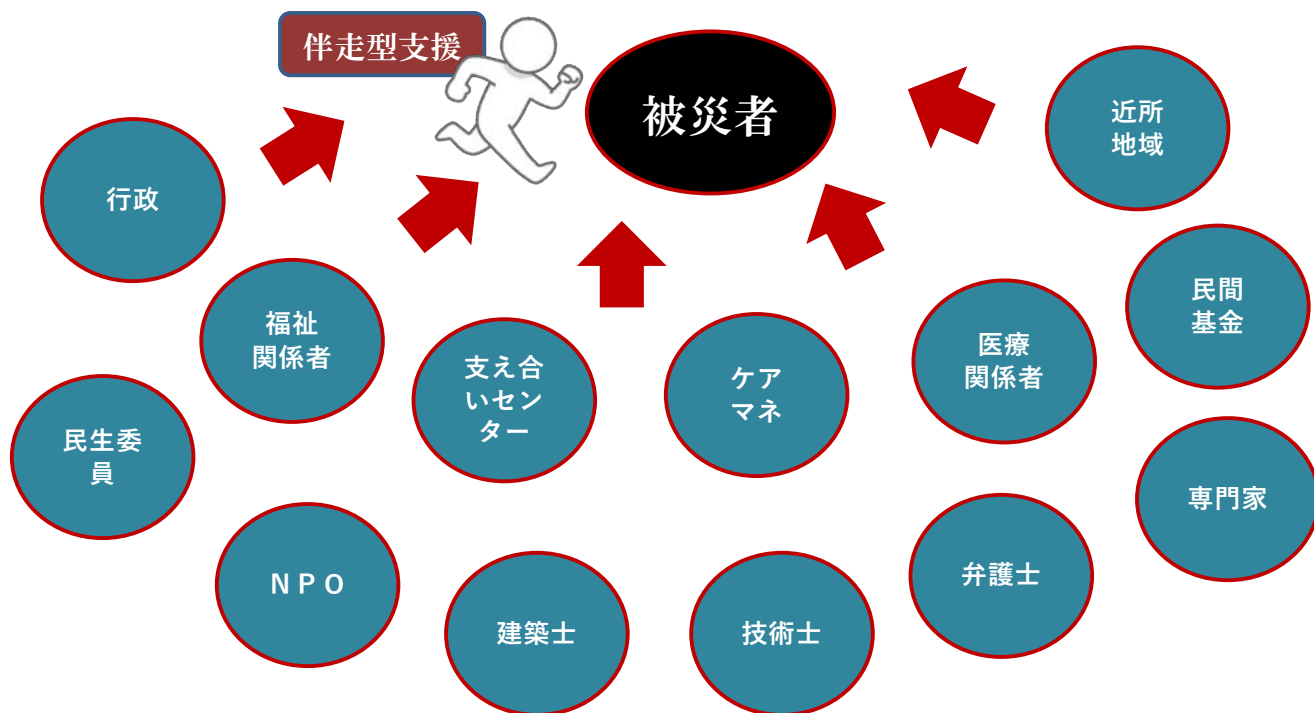 伴走型支援
被災者
近所
地域
行政
民間
基金
福祉
関係者
医療
関係者
支え合
いセン
ター
ケア
マネ
民生委
員
専門家
NPO
弁護士
建築士
技術士